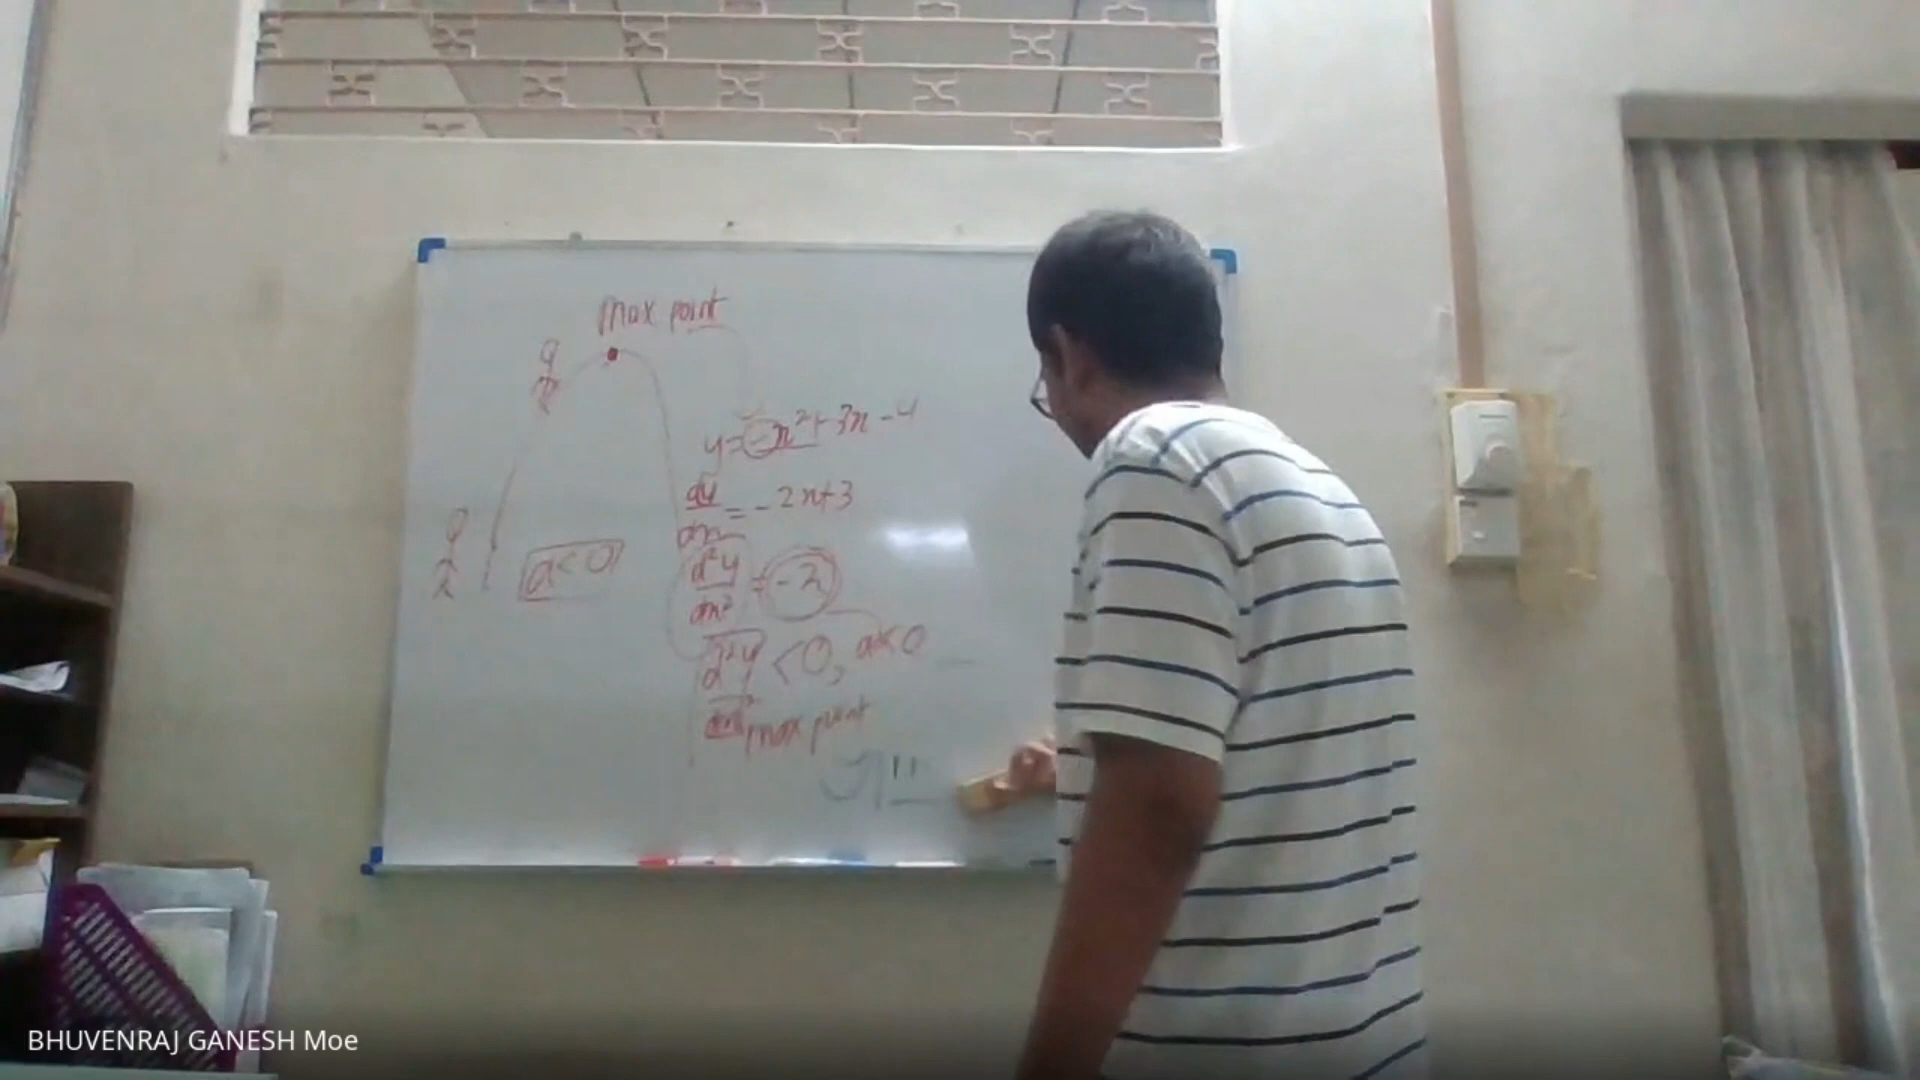 max point
y = -x²+3x-4
dy/dx = -2x+3
a<0
d²y/dx² = -2
d²y/dx² < 0, a<0
max point
BHUVENRAJ GANESH Moe